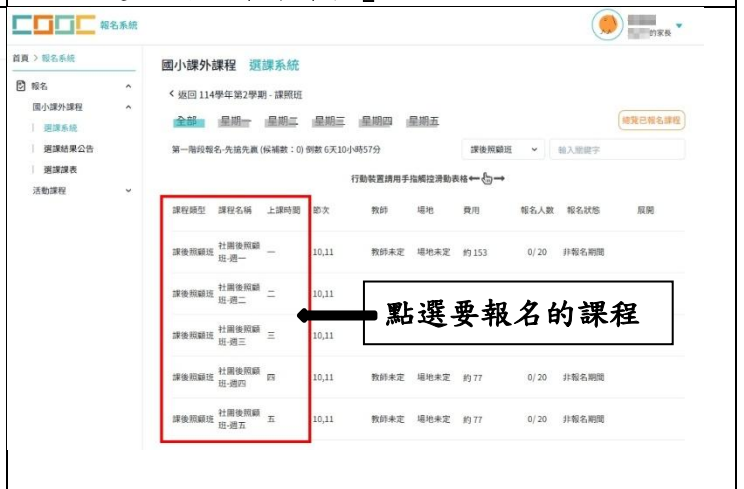 COOC 報名系統
的家長
首頁 > 報名系統
報名
國小課外課程
選課系統
選課結果公告
選課課表
活動課程
國小課外課程 選課系統
< 返回 114學年第2學期 - 課照班
全部 星期一 星期二 星期三 星期四 星期五
總覽已報名課程
第一階段報名-先搶先贏 (候補數：0) 倒數 6天10小時57分
課後照顧班 輸入關鍵字
行動裝置請用手指觸控滑動表格
課程類型 課程名稱 上課時間 節次 教師 場地 費用 報名人數 報名狀態 展開
課後照顧班 社團後照顧班-週一 一 10,11 教師未定 場地未定 約 153 0/ 20 非報名期間
課後照顧班 社團後照顧班-週二 二 10,11
課後照顧班 社團後照顧班-週三 三 10,11
點選要報名的課程
課後照顧班 社團後照顧班-週四 四 10,11 教師未定 場地未定 約 77 0/ 20 非報名期間
課後照顧班 社團後照顧班-週五 五 10,11 教師未定 場地未定 約 77 0/ 20 非報名期間